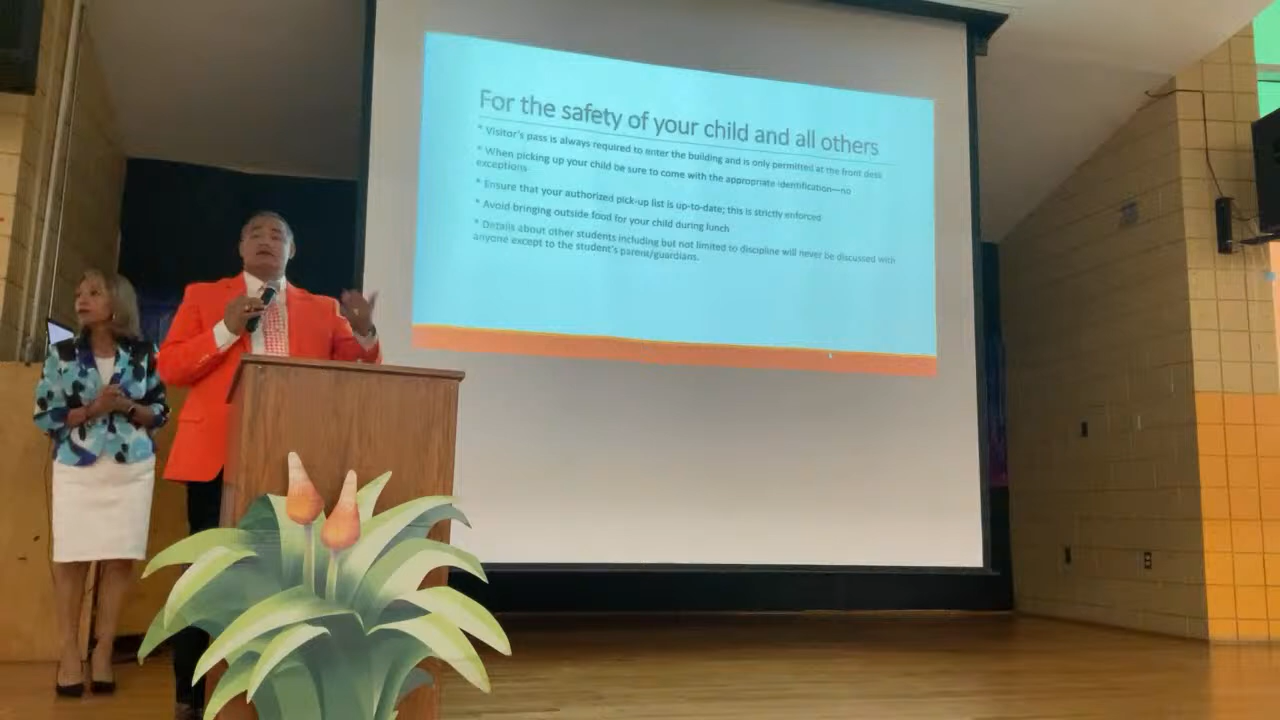 For the safety of your child and all others
* Visitor's pass is always required to enter the building and is only permitted at the front desk
* When picking up your child be sure to come with the appropriate identification—no
exceptions
* Ensure that your authorized pick-up list is up-to-date; this is strictly enforced
* Avoid bringing outside food for your child during lunch
* Details about other students including but not limited to discipline will never be discussed with
anyone except to the student's parent/guardians.